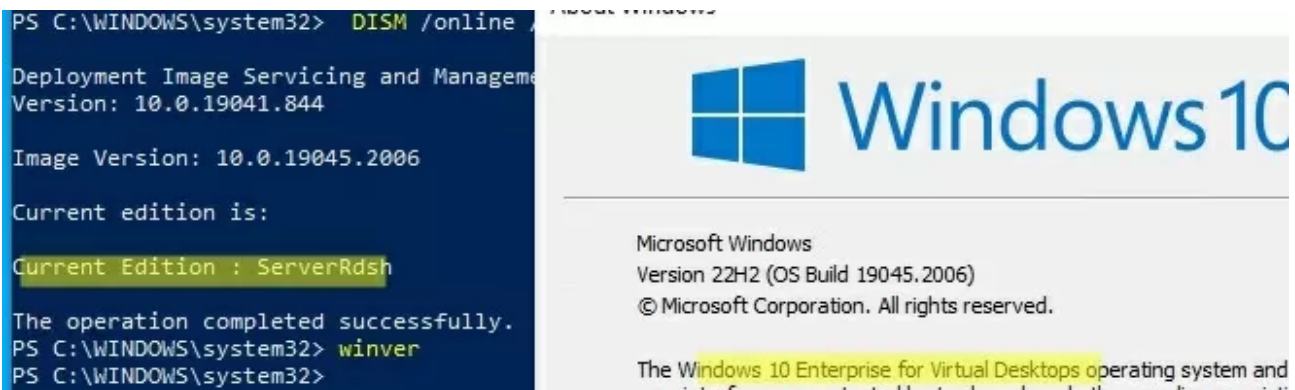 PS C:\WINDOWS\system32> DISM /online /
Deployment Image Servicing and Manageme
Version: 10.0.19041.844
Image Version: 10.0.19045.2006
Current edition is:
Current Edition : ServerRdsh
The operation completed successfully.
PS C:\WINDOWS\system32> winver
PS C:\WINDOWS\system32>
About Windows
Windows 10
Microsoft Windows
Version 22H2 (OS Build 19045.2006)
© Microsoft Corporation. All rights reserved.
The Windows 10 Enterprise for Virtual Desktops operating system and